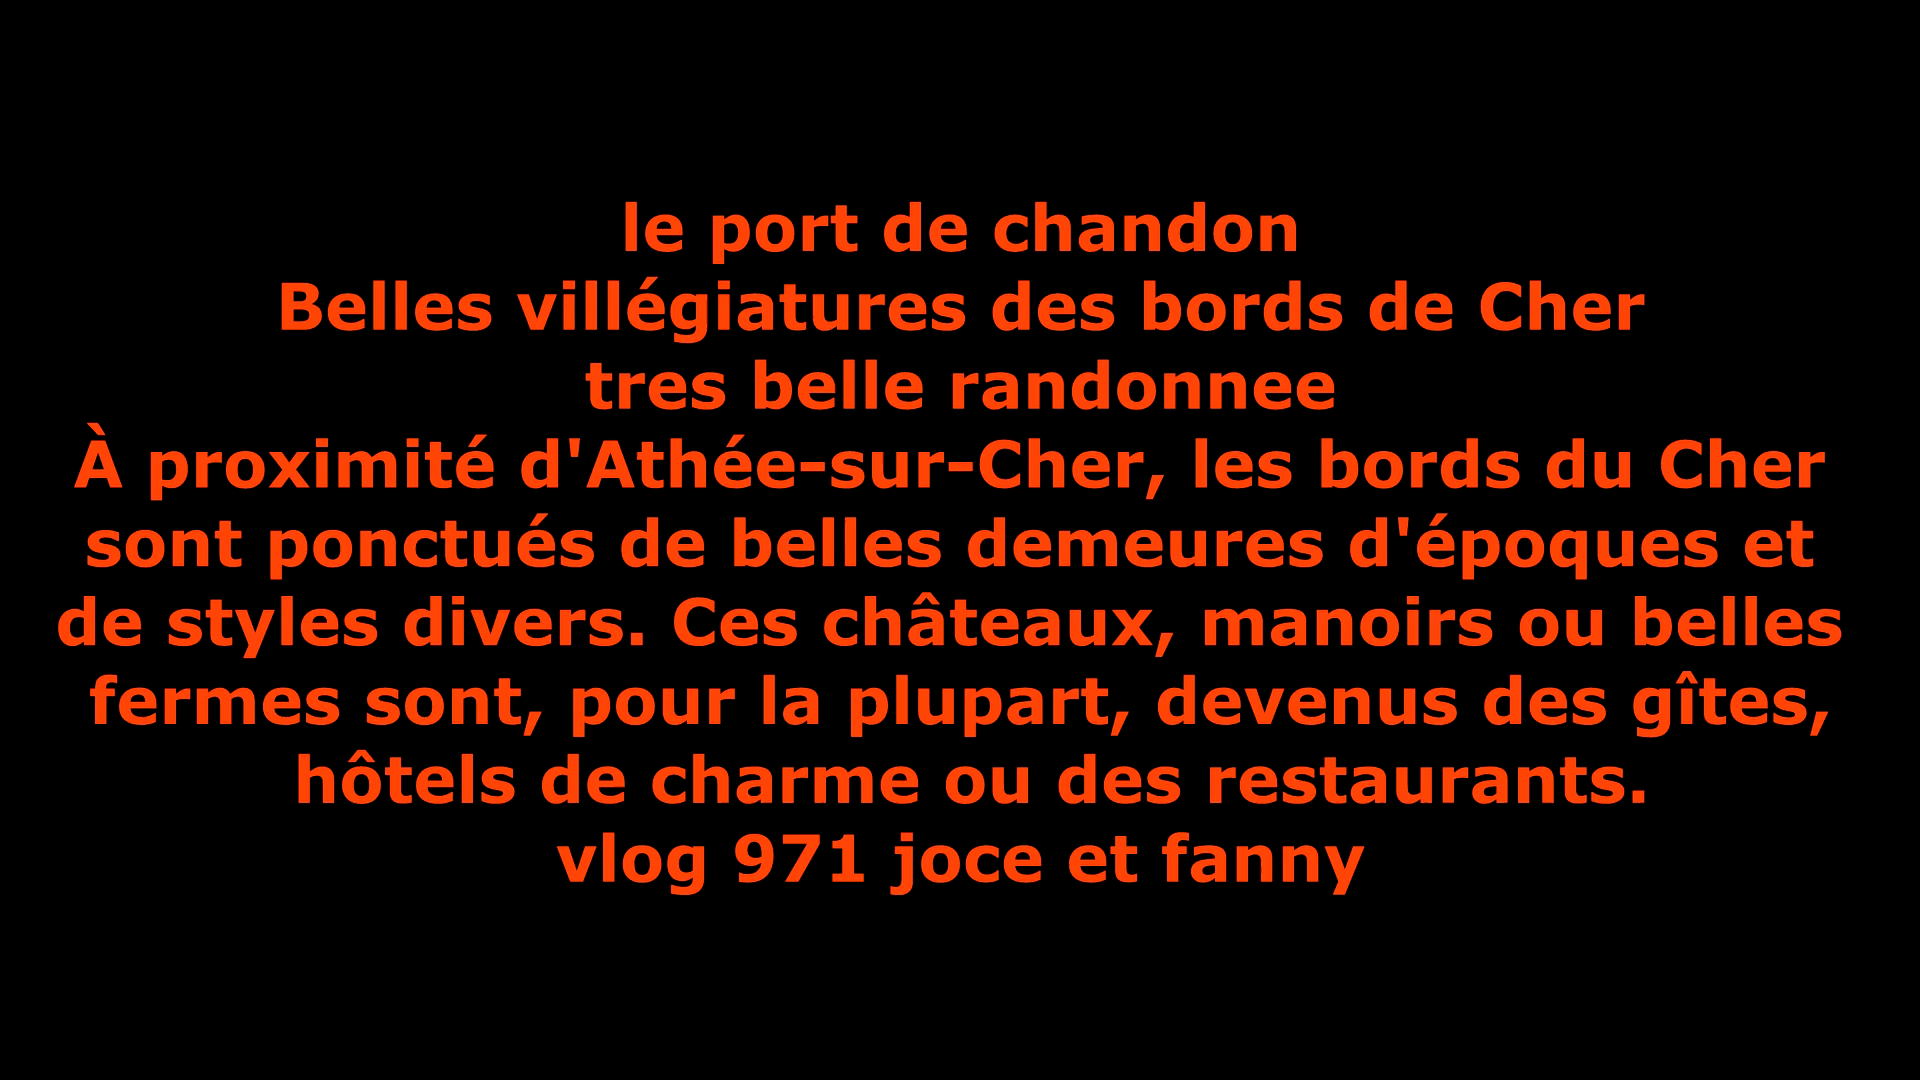 le port de chandon
Belles villégiatures des bords de Cher
tres belle randonnee
À proximité d'Athée-sur-Cher, les bords du Cher
sont ponctués de belles demeures d'époques et
de styles divers. Ces châteaux, manoirs ou belles
fermes sont, pour la plupart, devenus des gîtes,
hôtels de charme ou des restaurants.
vlog 971 joce et fanny